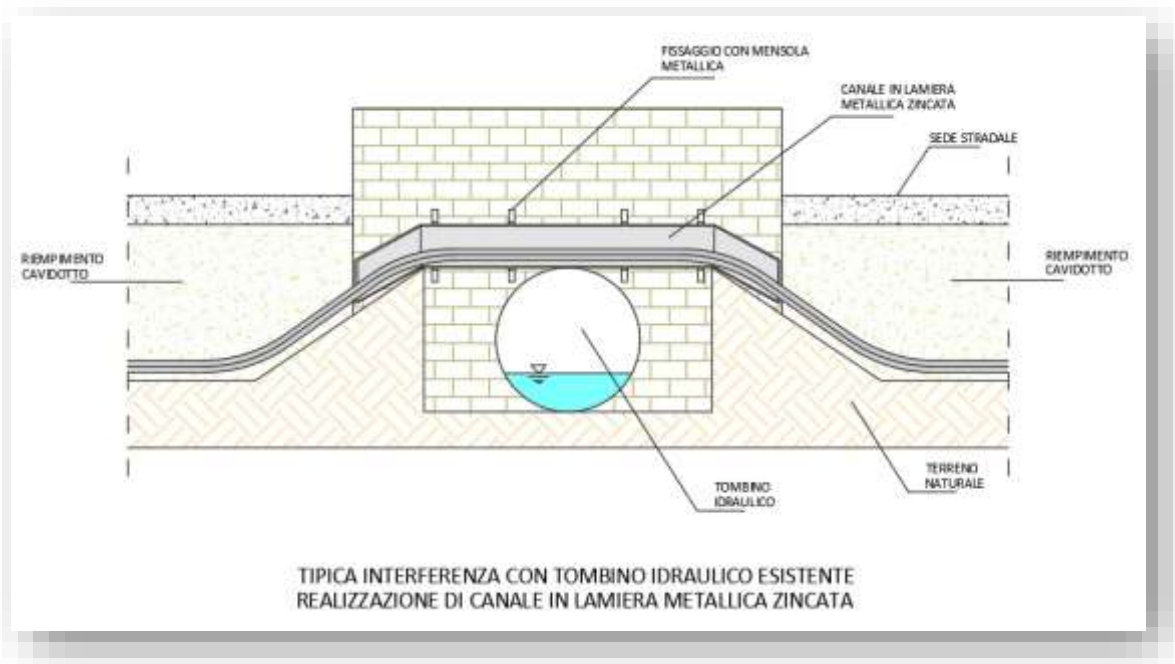 FISSAGGIO CON MENSOLA
METALLICA
CANALE IN LAMIERA
METALLICA ZINCATA
SEDE STRADALE
RIEMPIMENTO
CAVIDOTTO
RIEMPIMENTO
CAVIDOTTO
TERRENO
NATURALE
TOMBINO
IDRAULICO
TIPICA INTERFERENZA CON TOMBINO IDRAULICO ESISTENTE
REALIZZAZIONE DI CANALE IN LAMIERA METALLICA ZINCATA